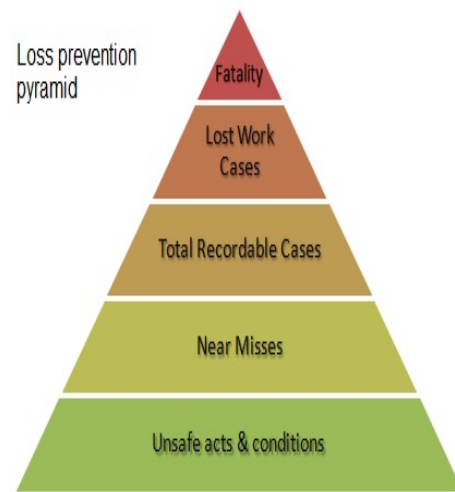 Loss prevention
pyramid
Fatality
Lost Work
Cases
Total Recordable Cases
Near Misses
Unsafe acts & conditions